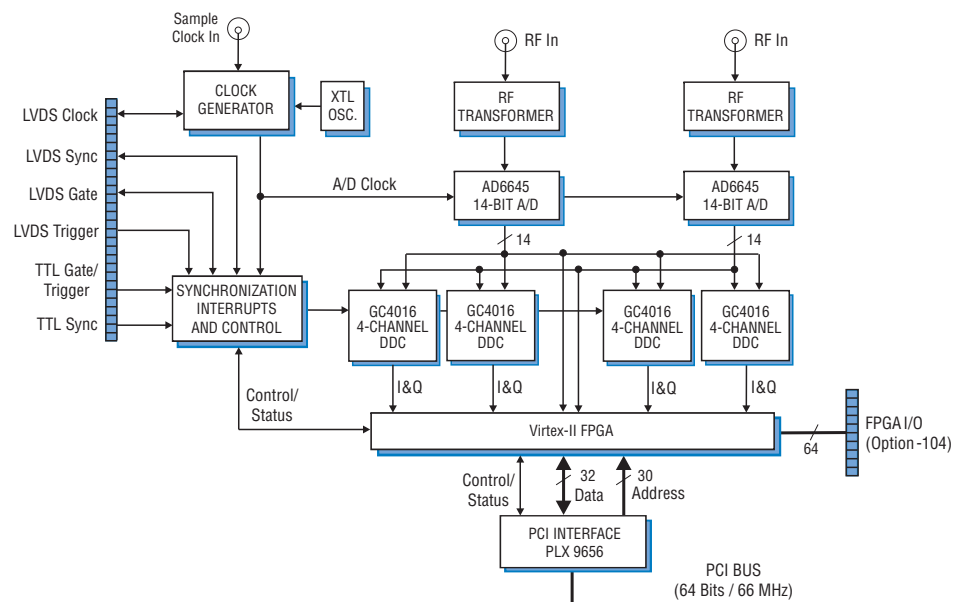 Sample
Clock In
RF In
RF In
CLOCK
GENERATOR
XTL
OSC.
RF
TRANSFORMER
RF
TRANSFORMER
LVDS Clock
LVDS Sync
LVDS Gate
LVDS Trigger
TTL Gate/
Trigger
TTL Sync
A/D Clock
AD6645
14-BIT A/D
AD6645
14-BIT A/D
14
14
SYNCHRONIZATION
INTERRUPTS
AND CONTROL
GC4016
4-CHANNEL
DDC
GC4016
4-CHANNEL
DDC
GC4016
4-CHANNEL
DDC
GC4016
4-CHANNEL
DDC
I&Q
I&Q
I&Q
I&Q
Control/
Status
Virtex-II FPGA
64
FPGA I/O
(Option -104)
Control/
Status
32
Data
30
Address
PCI INTERFACE
PLX 9656
PCI BUS
(64 Bits / 66 MHz)